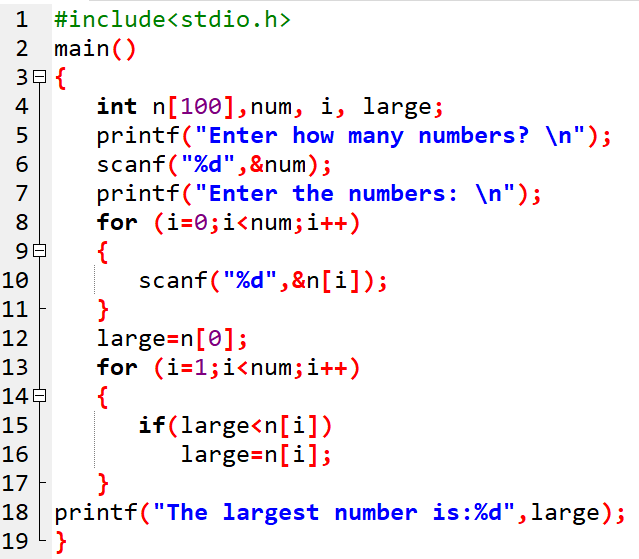 1 #include<stdio.h>
2 main()
3 {
4 int n[100],num, i, large;
5 printf("Enter how many numbers? \n");
6 scanf("%d",&num);
7 printf("Enter the numbers: \n");
8 for (i=0;i<num;i++)
9 {
10 scanf("%d",&n[i]);
11 }
12 large=n[0];
13 for (i=1;i<num;i++)
14 {
15 if(large<n[i])
16 large=n[i];
17 }
18 printf("The largest number is:%d",large);
19 }